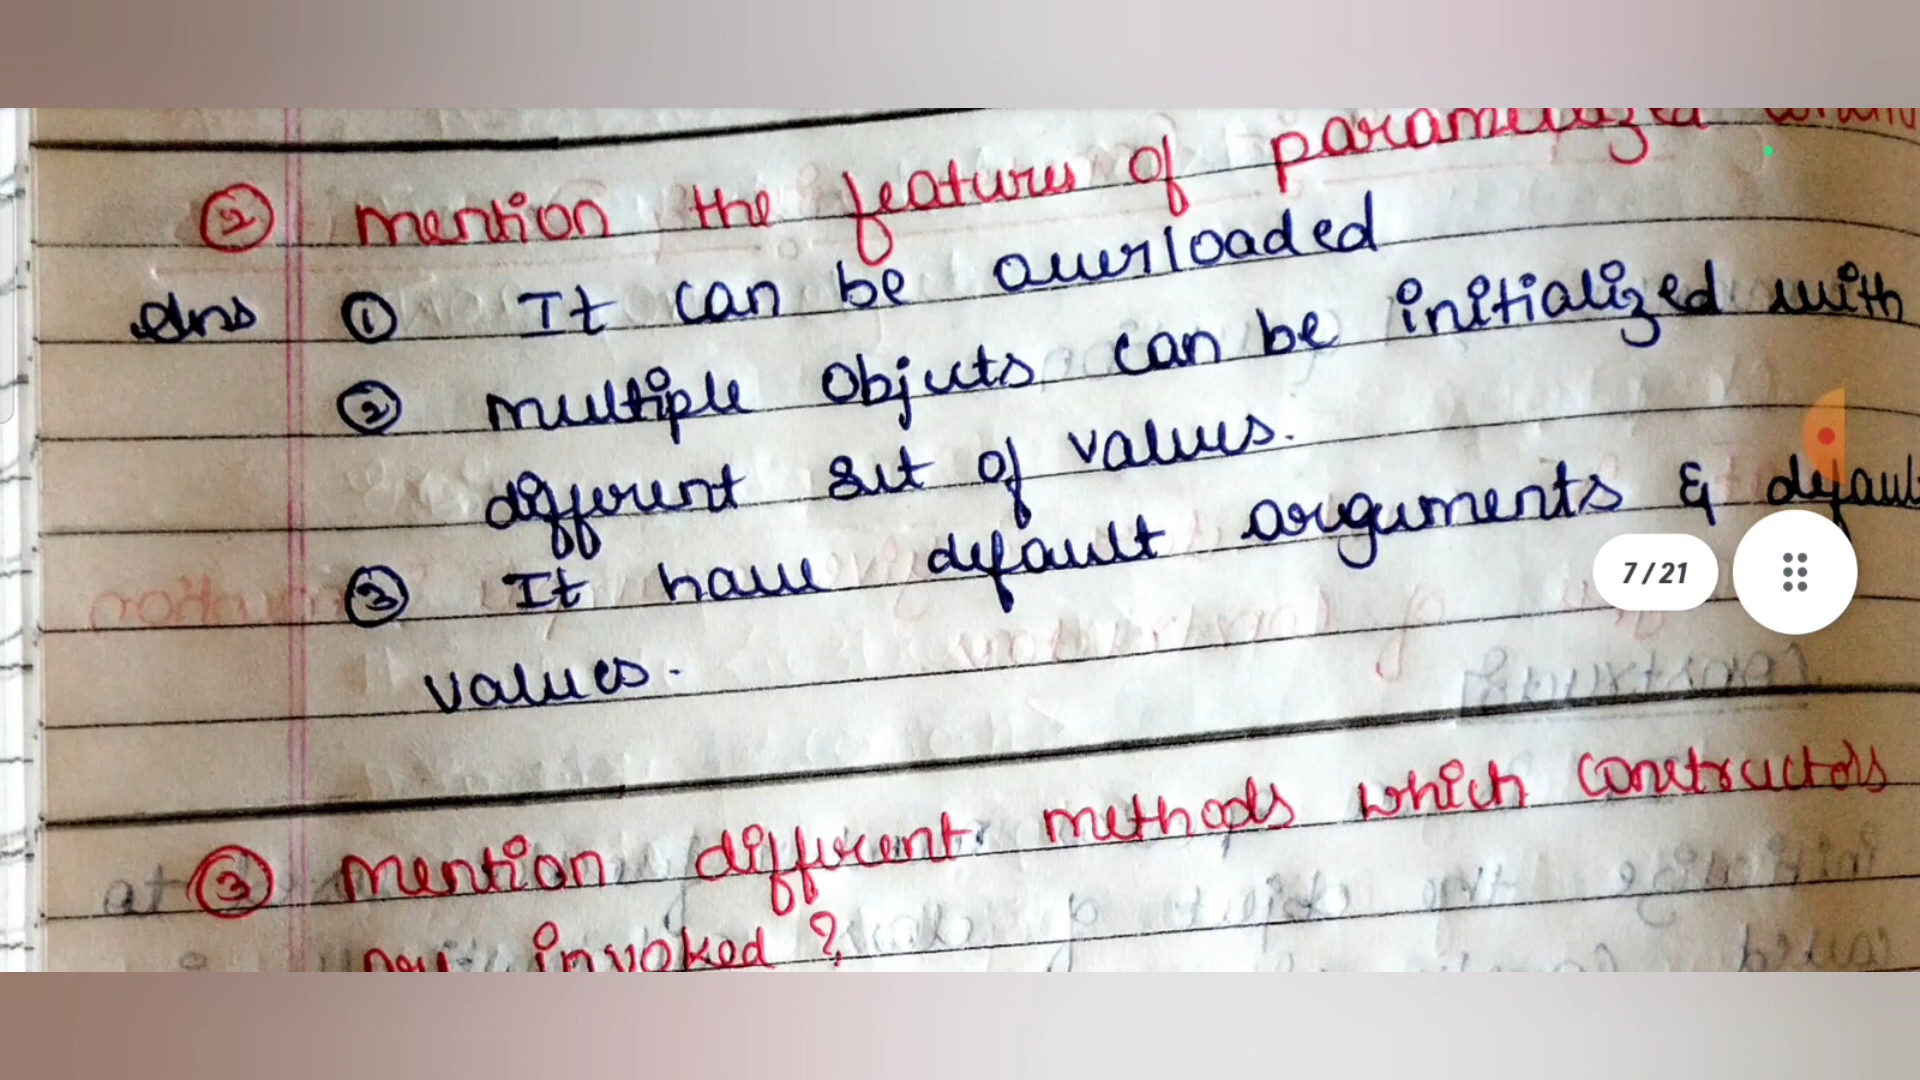 ② mention the features of paramelized
Ans ① It can be overloaded
② multiple objects can be initialized with
different set of values.
③ It have default arguments & default
7/21
values.
③ mention different methods which constructors
are invoked ?